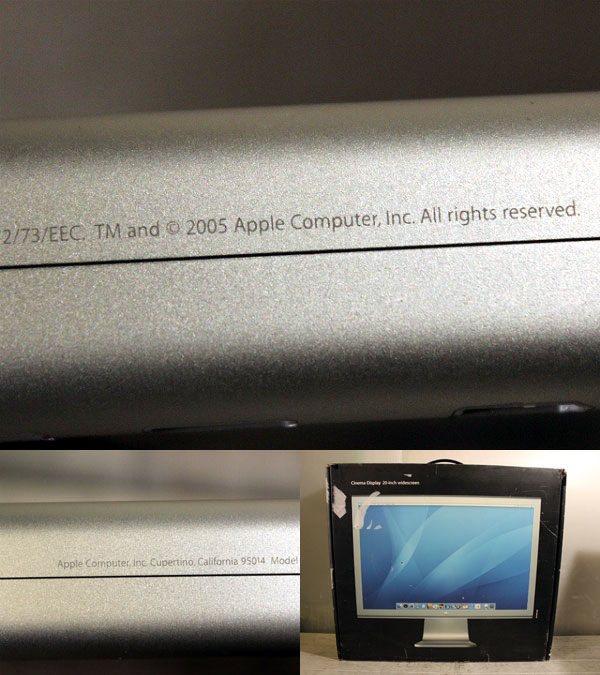 2/73/EEC. TM and © 2005 Apple Computer, Inc. All rights reserved.
Apple Computer, Inc. Cupertino, California 95014 Model
Cinema Display 20-inch widescreen